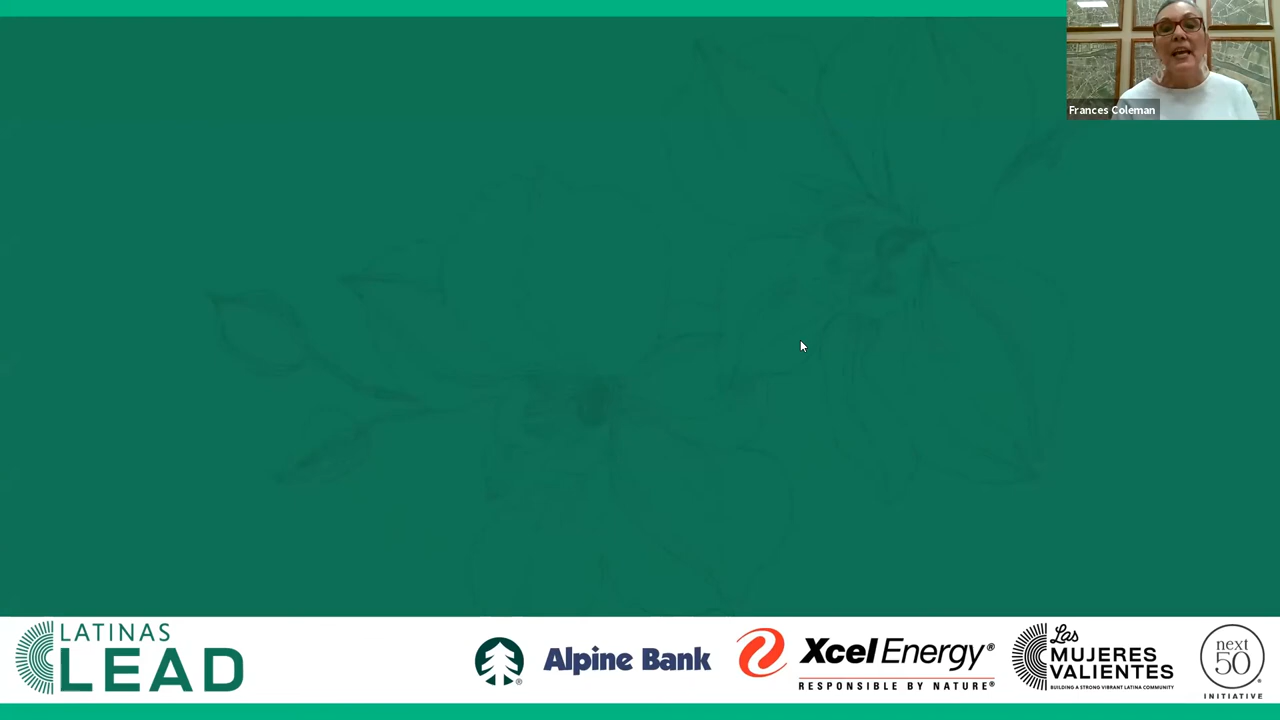 Frances Coleman
LATINAS
LEAD
Alpine Bank
Xcel Energy®
RESPONSIBLE BY NATURE®
Las
MUJERES
VALIENTES
BUILDING A STRONG VIBRANT LATINA COMMUNITY
next
50
INITIATIVE